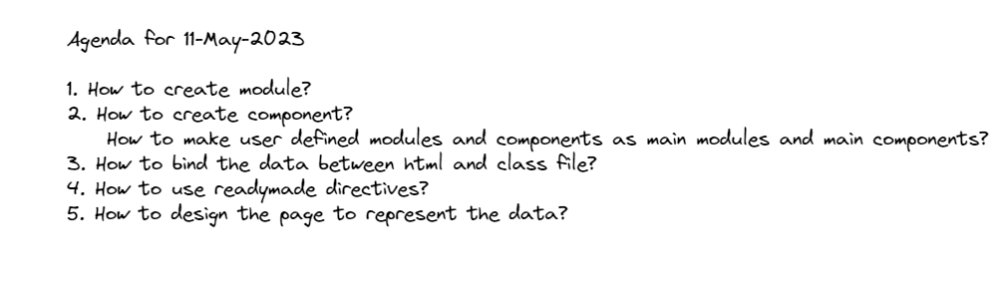 Agenda for 11-May-2023
1. How to create module?
2. How to create component?
How to make user defined modules and components as main modules and main components?
3. How to bind the data between html and class file?
4. How to use readymade directives?
5. How to design the page to represent the data?